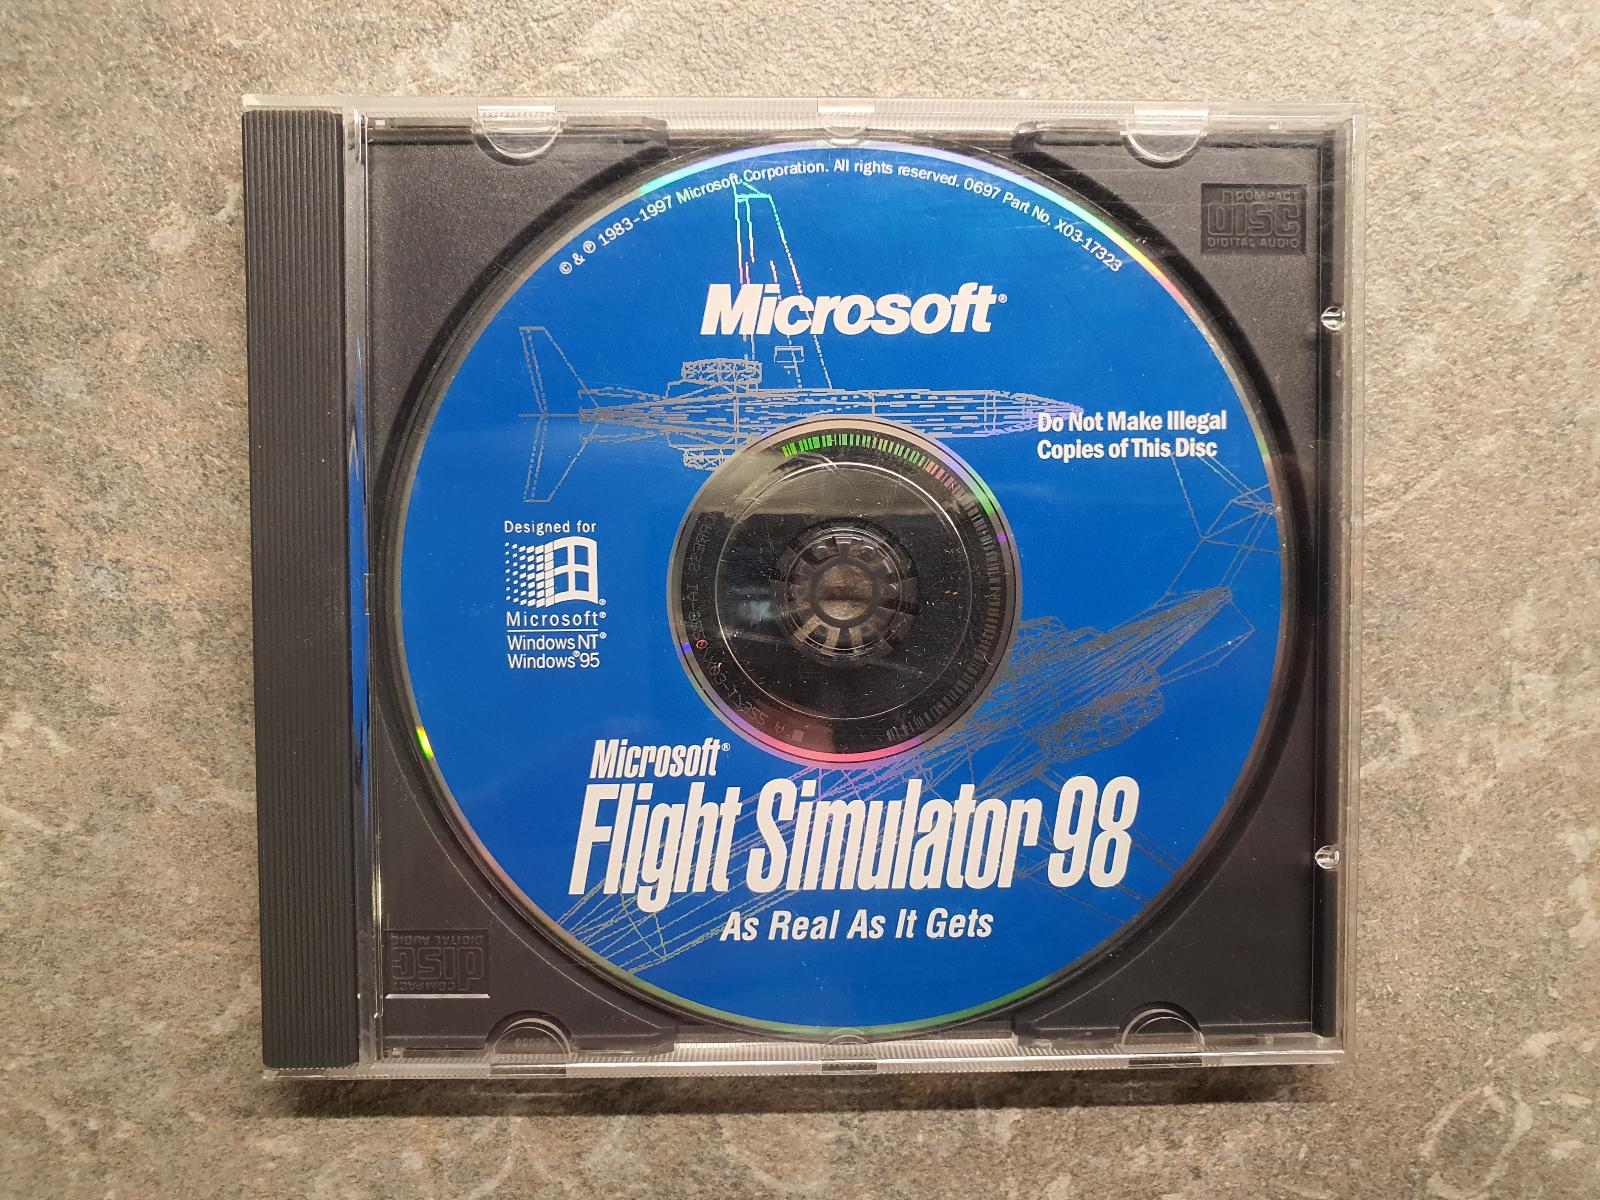 © & ℗ 1983-1997 Microsoft Corporation. All rights reserved. 0697 Part No. X03-17323
COMPACT
disc
DIGITAL AUDIO
Microsoft®
Do Not Make Illegal
Copies of This Disc
Designed for
Microsoft®
Windows NT®
Windows®95
Microsoft®
Flight Simulator 98
As Real As It Gets
COMPACT
disc
DIGITAL AUDIO